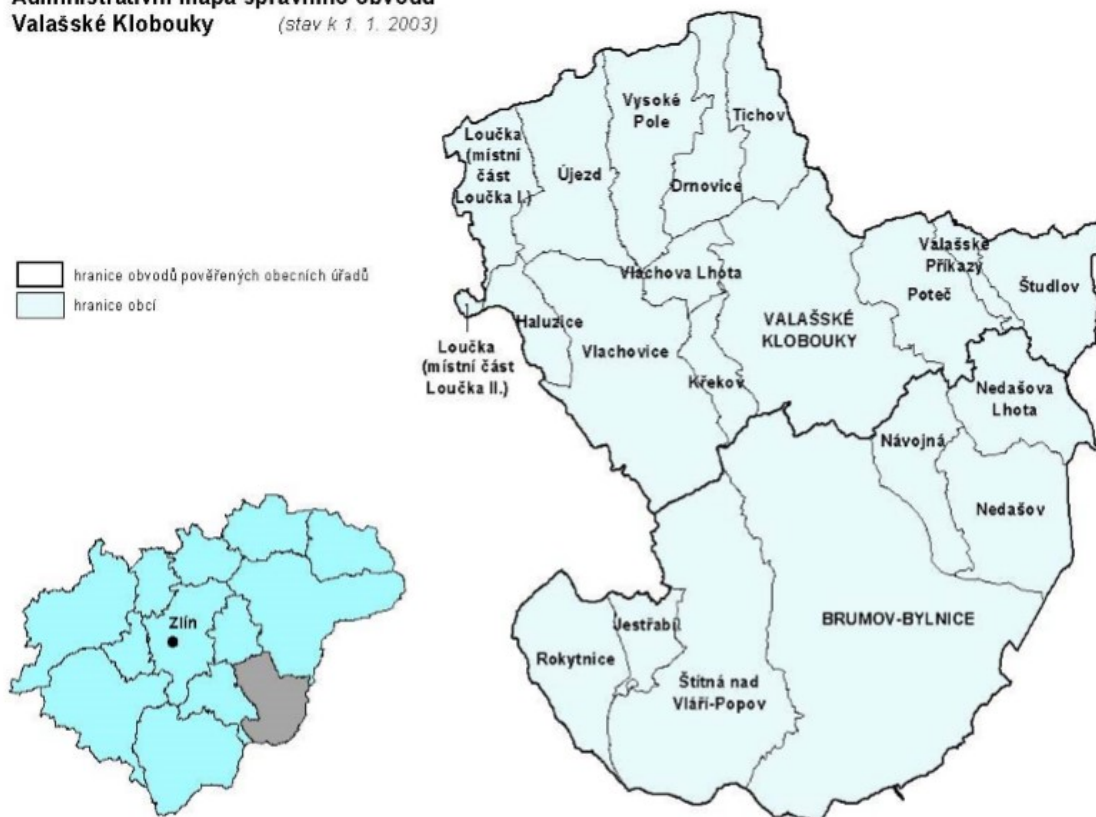 Administrativní mapa správního obvodu
Valašské Klobouky (stav k 1. 1. 2003)
hranice obvodů pověřených obecních úřadů
hranice obcí
Loučka
(místní
část
Loučka I.)
Újezd
Vysoké
Pole
Drnovice
Tichov
Vlachova Lhota
Haluzice
Vlachovice
Loučka
(místní část
Loučka II.)
Křekov
VALAŠSKÉ
KLOBOUKY
Valašské
Příkazy
Poteč
Študlov
Nedašova
Lhota
Návojná
Nedašov
BRUMOV-BYLNICE
Jestřabí
Rokytnice
Štítná nad
Vláří-Popov
Zlín